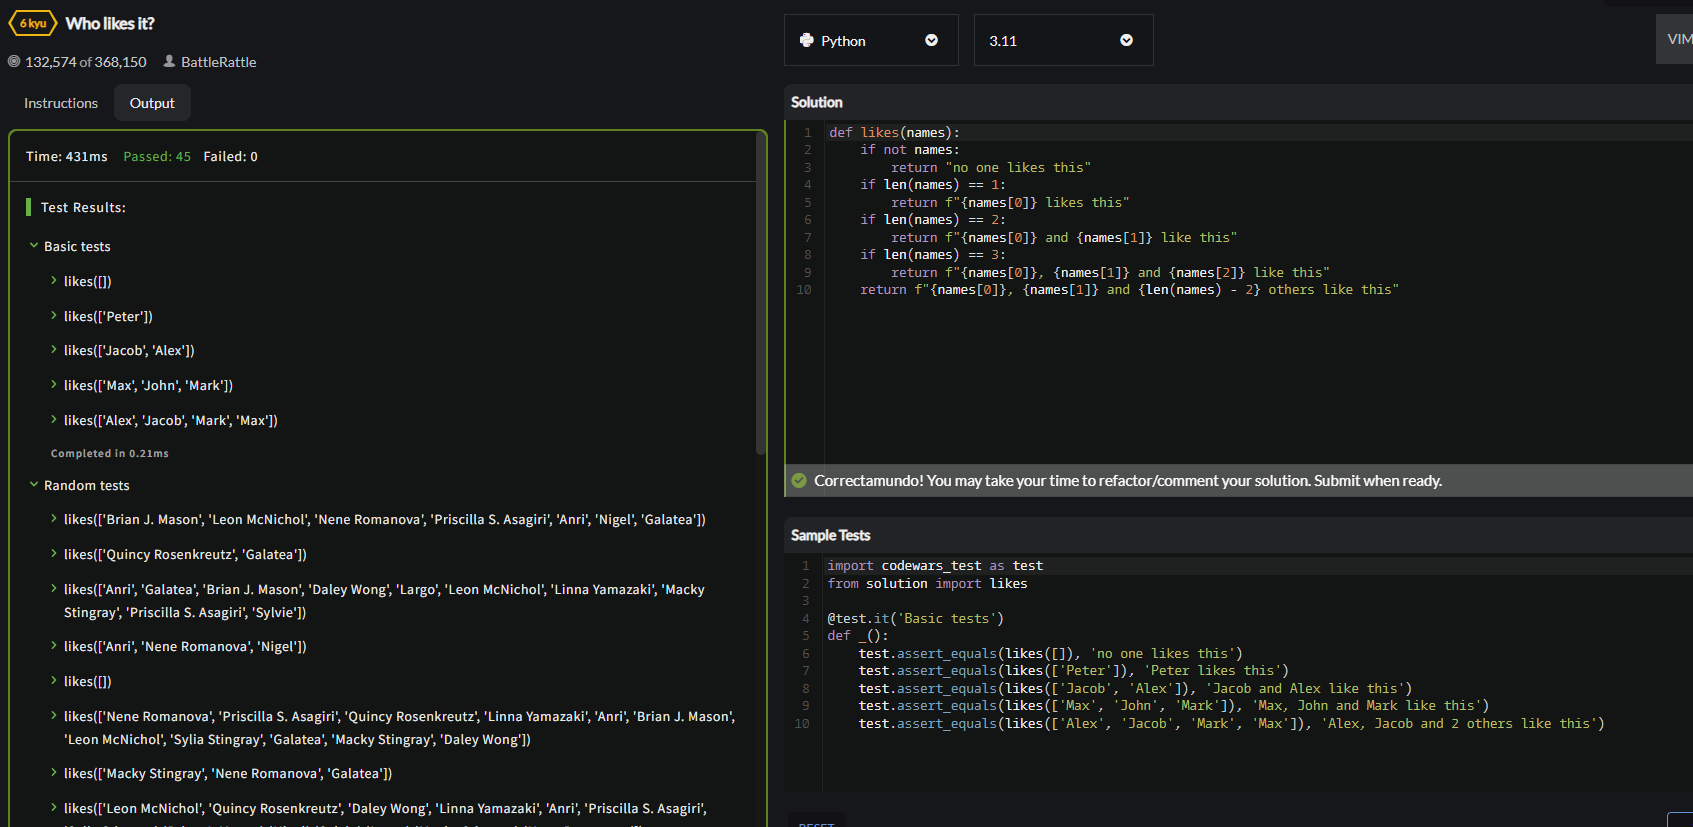 6 kyu Who likes it?
132,574 of 368,150 BattleRattle
Instructions Output
Time: 431ms Passed: 45 Failed: 0
Test Results:
Basic tests
likes([])
likes(['Peter'])
likes(['Jacob', 'Alex'])
likes(['Max', 'John', 'Mark'])
likes(['Alex', 'Jacob', 'Mark', 'Max'])
Completed in 0.21ms
Random tests
likes(['Brian J. Mason', 'Leon McNichol', 'Nene Romanova', 'Priscilla S. Asagiri', 'Anri', 'Nigel', 'Galatea'])
likes(['Quincy Rosenkreutz', 'Galatea'])
likes(['Anri', 'Galatea', 'Brian J. Mason', 'Daley Wong', 'Largo', 'Leon McNichol', 'Linna Yamazaki', 'Macky
Stingray', 'Priscilla S. Asagiri', 'Sylvie'])
likes(['Anri', 'Nene Romanova', 'Nigel'])
likes([])
likes(['Nene Romanova', 'Priscilla S. Asagiri', 'Quincy Rosenkreutz', 'Linna Yamazaki', 'Anri', 'Brian J. Mason',
'Leon McNichol', 'Sylia Stingray', 'Galatea', 'Macky Stingray', 'Daley Wong'])
likes(['Macky Stingray', 'Nene Romanova', 'Galatea'])
likes(['Leon McNichol', 'Quincy Rosenkreutz', 'Daley Wong', 'Linna Yamazaki', 'Anri', 'Priscilla S. Asagiri',
Python 3.11 VIM
Solution
1 def likes(names):
2     if not names:
3         return "no one likes this"
4     if len(names) == 1:
5         return f"{names[0]} likes this"
6     if len(names) == 2:
7         return f"{names[0]} and {names[1]} like this"
8     if len(names) == 3:
9         return f"{names[0]}, {names[1]} and {names[2]} like this"
10     return f"{names[0]}, {names[1]} and {len(names) - 2} others like this"
Correctamundo! You may take your time to refactor/comment your solution. Submit when ready.
Sample Tests
1 import codewars_test as test
2 from solution import likes
3
4 @test.it('Basic tests')
5 def _():
6     test.assert_equals(likes([]), 'no one likes this')
7     test.assert_equals(likes(['Peter']), 'Peter likes this')
8     test.assert_equals(likes(['Jacob', 'Alex']), 'Jacob and Alex like this')
9     test.assert_equals(likes(['Max', 'John', 'Mark']), 'Max, John and Mark like this')
10     test.assert_equals(likes(['Alex', 'Jacob', 'Mark', 'Max']), 'Alex, Jacob and 2 others like this')
RESET